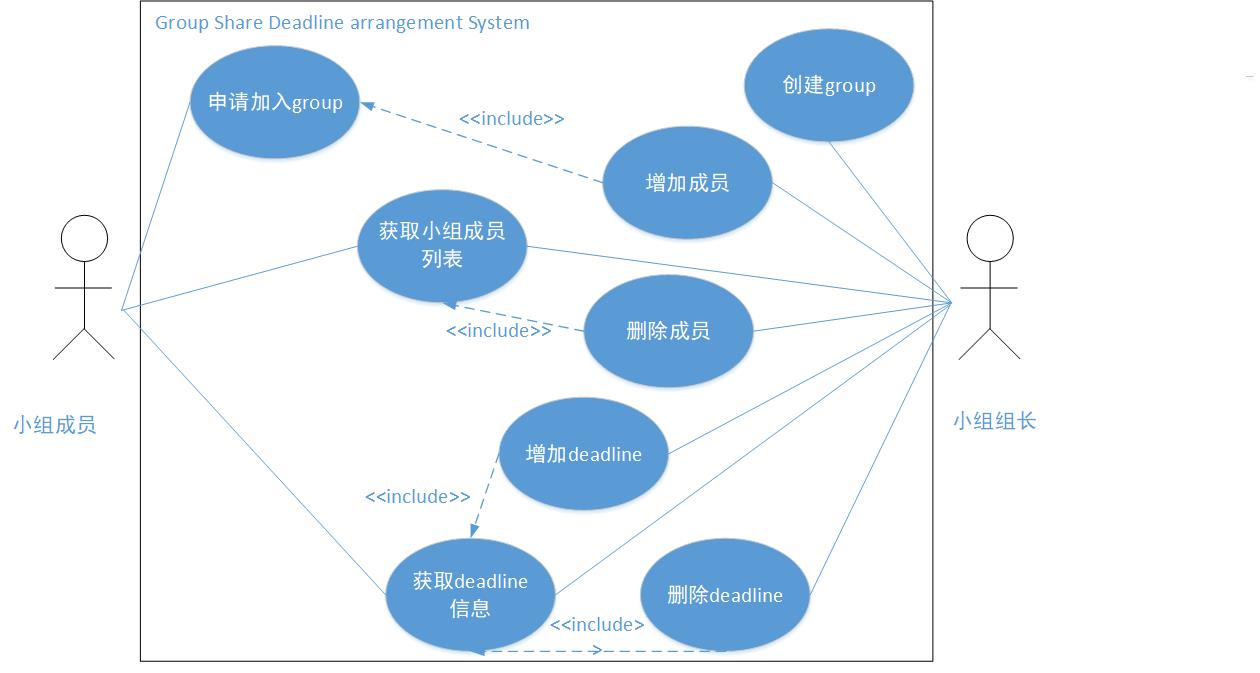 Group Share Deadline arrangement System
申请加入group
创建group
<<include>>
增加成员
获取小组成员
列表
<<include>>
删除成员
小组成员
小组组长
增加deadline
<<include>>
获取deadline
信息
删除deadline
<<include>
>